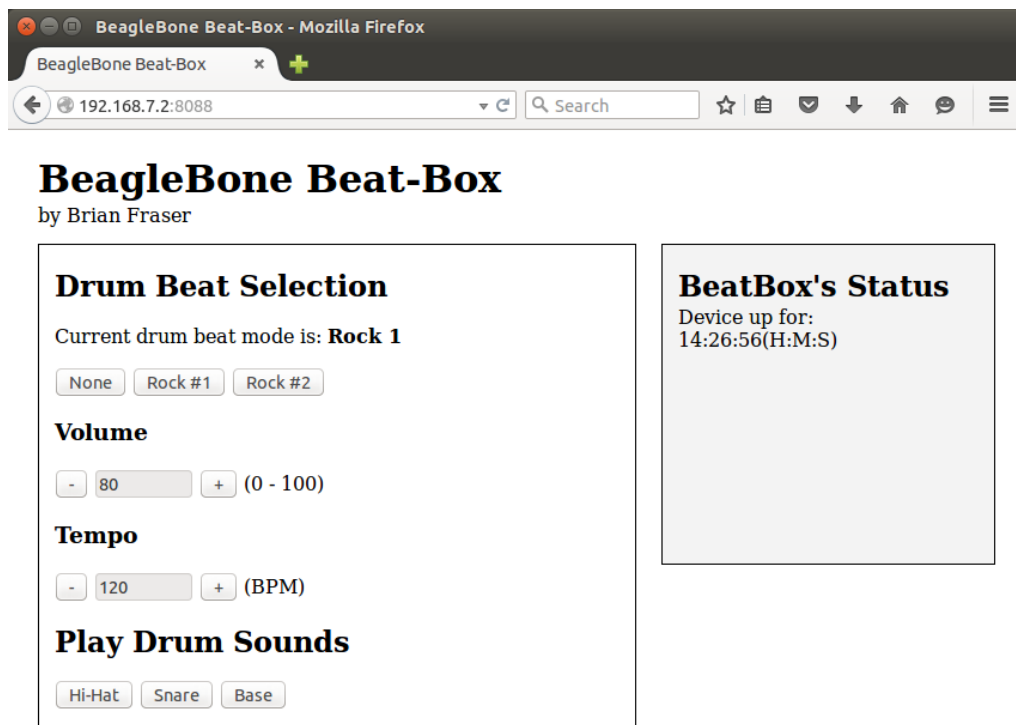 BeagleBone Beat-Box - Mozilla Firefox
BeagleBone Beat-Box ×
192.168.7.2:8088 Search
BeagleBone Beat-Box
by Brian Fraser
Drum Beat Selection
Current drum beat mode is: Rock 1
None Rock #1 Rock #2
Volume
- 80 + (0 - 100)
Tempo
- 120 + (BPM)
Play Drum Sounds
Hi-Hat Snare Base
BeatBox's Status
Device up for:
14:26:56(H:M:S)